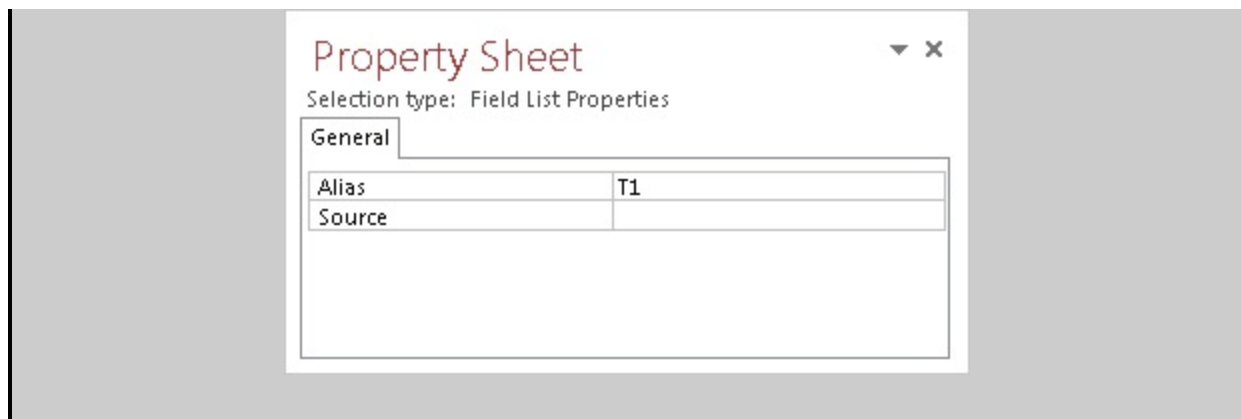 Property Sheet
Selection type: Field List Properties
General
Alias T1
Source